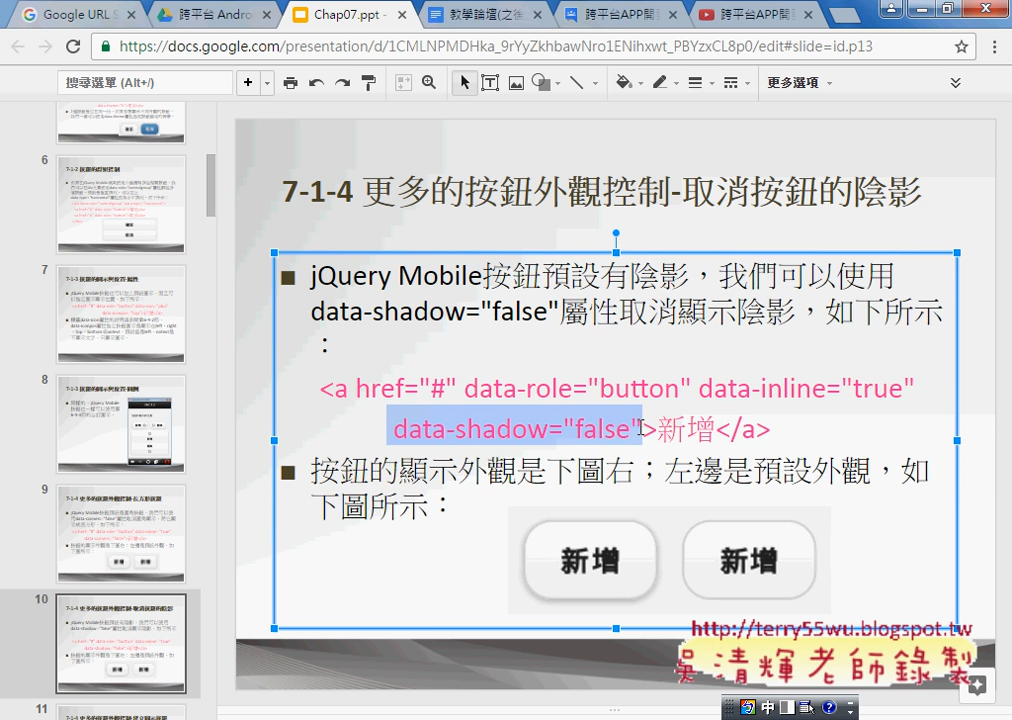 Google URL S
跨平台 Andro
Chap07.ppt -
教學論壇(之後
跨平台APP開
跨平台APP開
https://docs.google.com/presentation/d/1CMLNPMDHka_9rYyZkhbawNro1ENihxwt_PBYzxCL8p0/edit#slide=id.p13
搜尋選單 (Alt+/)
更多選項
6
7
8
9
10
11
7-1-4 更多的按鈕外觀控制-取消按鈕的陰影
jQuery Mobile按鈕預設有陰影，我們可以使用
data-shadow="false"屬性取消顯示陰影，如下所示
：
<a href="#" data-role="button" data-inline="true"
data-shadow="false">新增</a>
按鈕的顯示外觀是下圖右；左邊是預設外觀，如
下圖所示：
新增
新增
http://terry55wu.blogspot.tw
吳清輝老師錄製
中